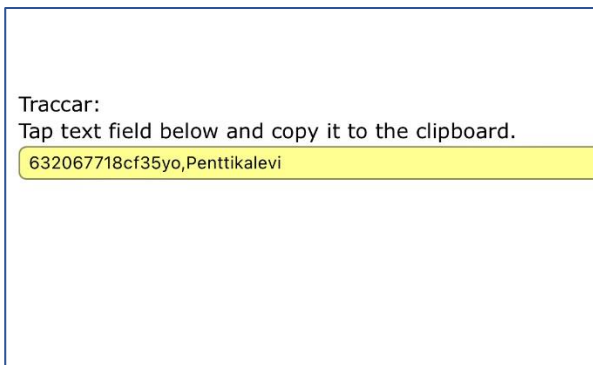 Traccar:
Tap text field below and copy it to the clipboard.
632067718cf35yo,Penttikalevi